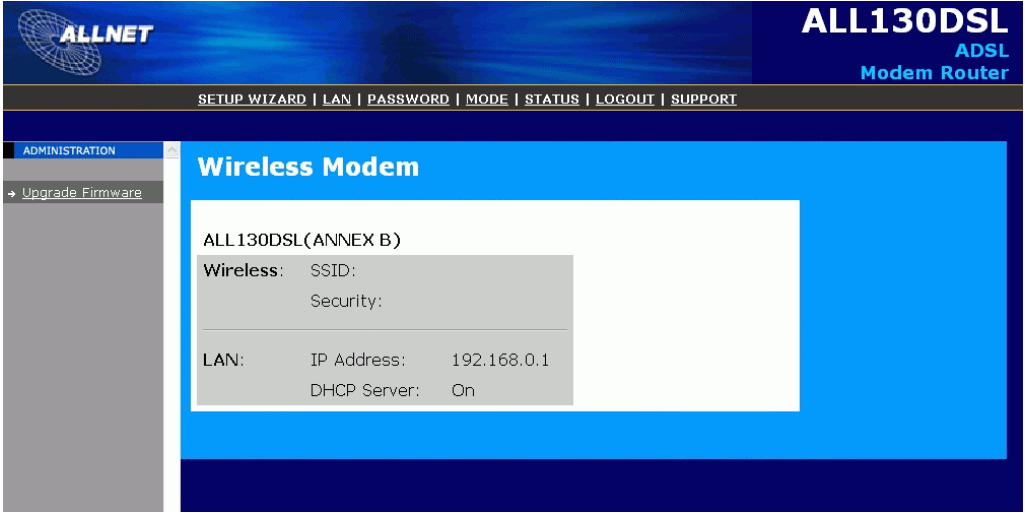 ALLNET
ALL130DSL
ADSL
Modem Router
SETUP WIZARD | LAN | PASSWORD | MODE | STATUS | LOGOUT | SUPPORT
ADMINISTRATION
Upgrade Firmware
Wireless Modem
ALL130DSL(ANNEX B)
Wireless: SSID:
Security:
LAN: IP Address: 192.168.0.1
DHCP Server: On